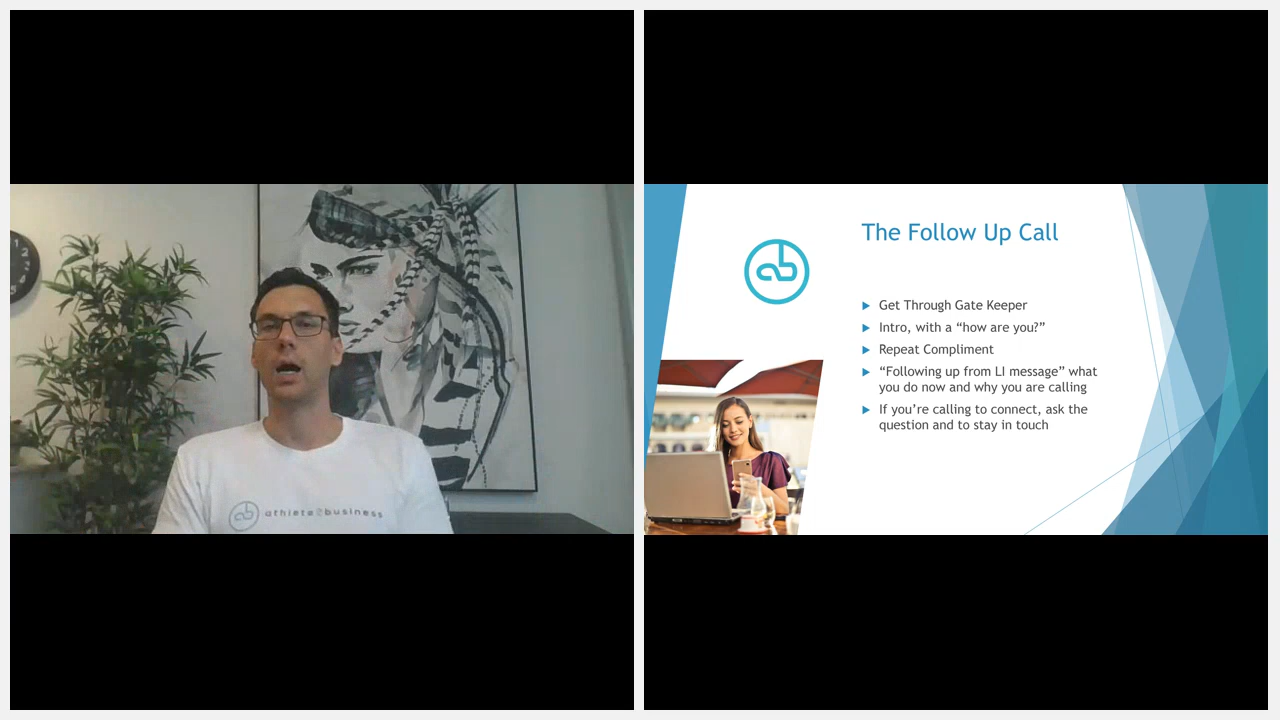 athlete2business
The Follow Up Call
ab
Get Through Gate Keeper
Intro, with a “how are you?”
Repeat Compliment
“Following up from LI message” what
you do now and why you are calling
If you’re calling to connect, ask the
question and to stay in touch